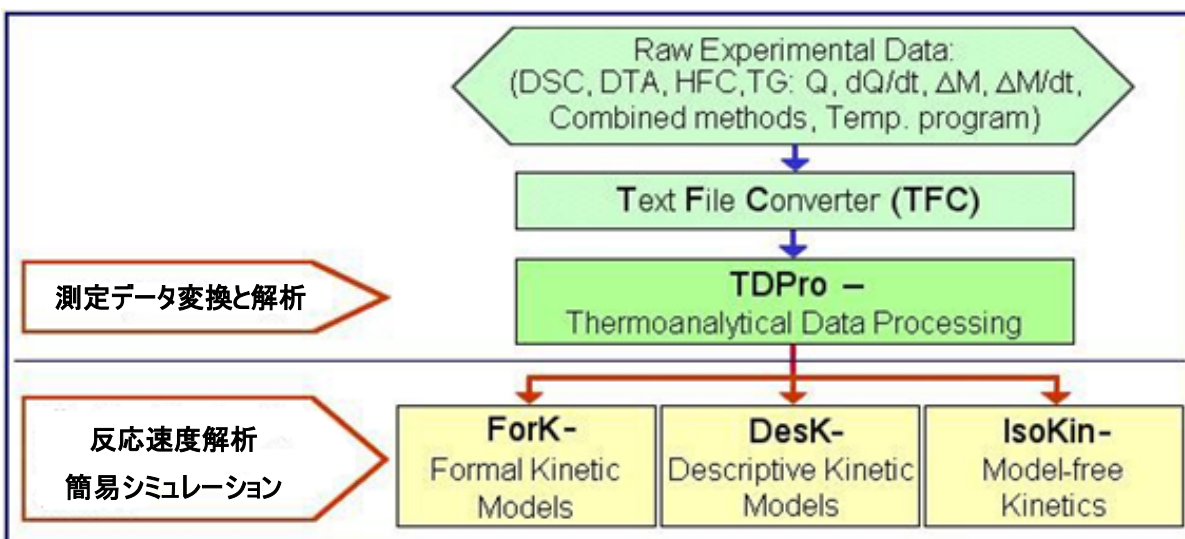 Raw Experimental Data:
(DSC, DTA, HFC,TG: Q, dQ/dt, ΔM, ΔM/dt,
Combined methods, Temp. program)
Text File Converter (TFC)
測定データ変換と解析
TDPro –
Thermoanalytical Data Processing
反応速度解析
簡易シミュレーション
ForK-
Formal Kinetic
Models
DesK-
Descriptive Kinetic
Models
IsoKin-
Model-free
Kinetics